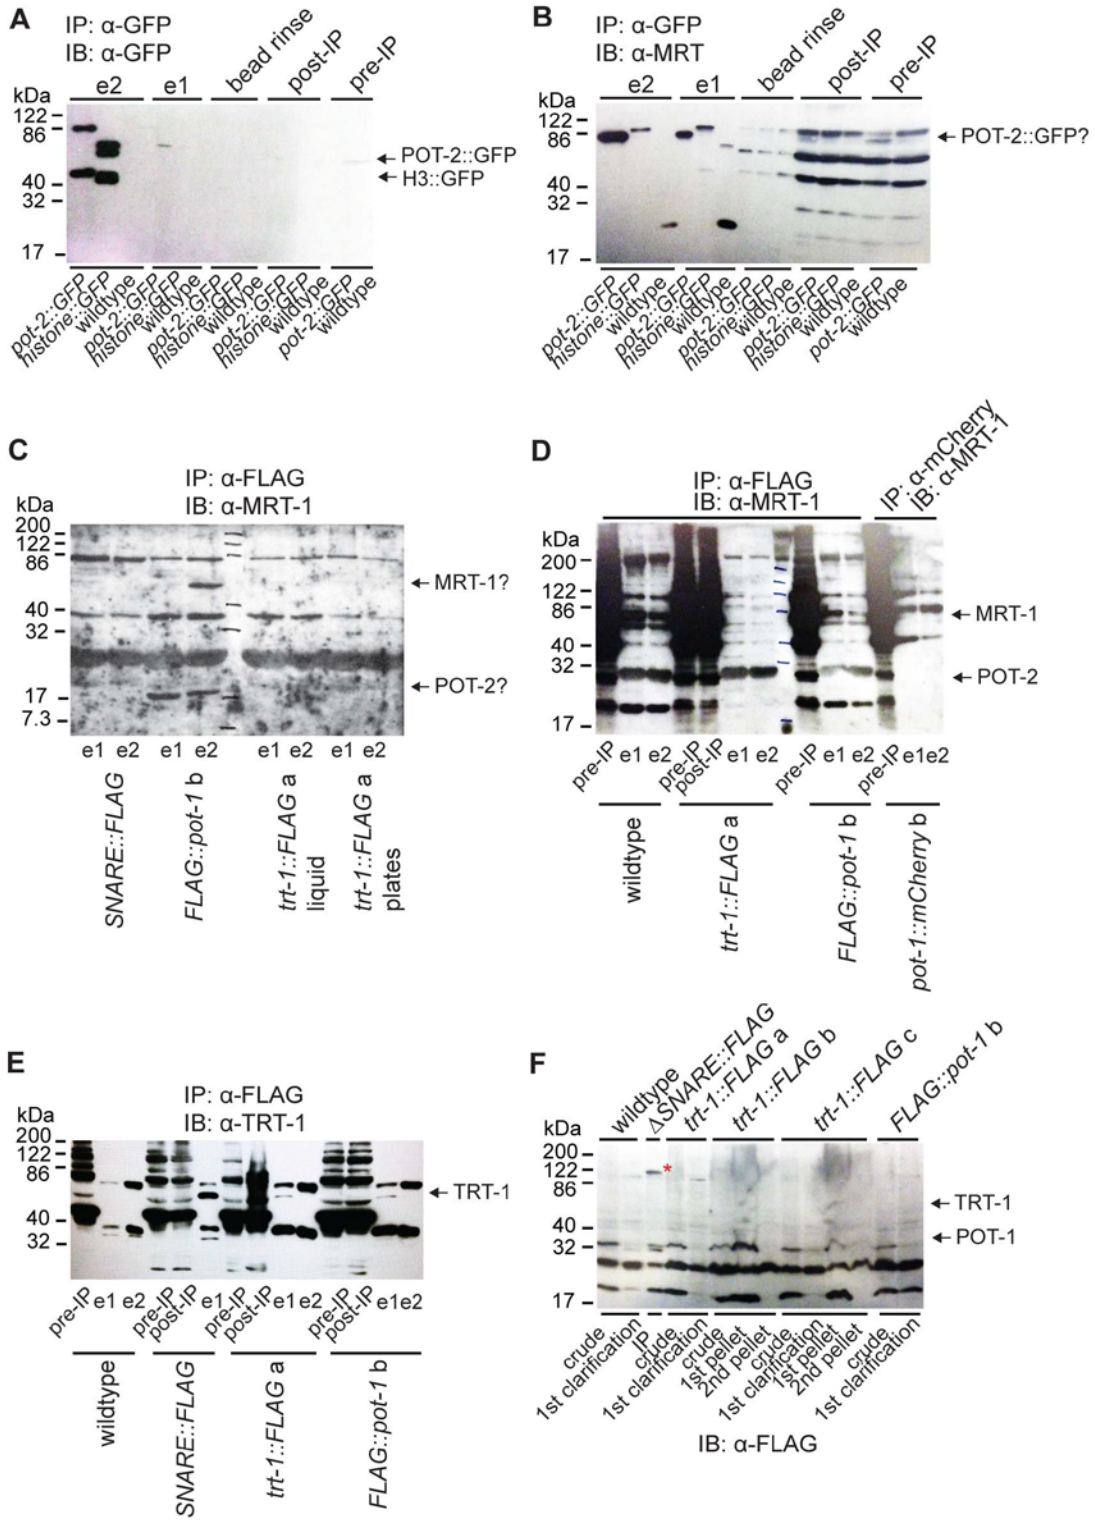 A
IP: α-GFP
IB: α-GFP
e2
e1
bead rinse
post-IP
pre-IP
kDa
122
86
40
32
17
POT-2::GFP
H3::GFP
pot-2::GFP
histone::GFP
wildtype
pot-2::GFP
histone::GFP
wildtype
pot-2::GFP
histone::GFP
wildtype
pot-2::GFP
histone::GFP
wildtype
pot-2::GFP
wildtype
B
IP: α-GFP
IB: α-MRT
e2
e1
bead rinse
post-IP
pre-IP
kDa
122
86
40
32
17
POT-2::GFP?
pot-2::GFP
histone::GFP
wildtype
pot-2::GFP
histone::GFP
wildtype
pot-2::GFP
histone::GFP
wildtype
pot-2::GFP
histone::GFP
wildtype
pot-2::GFP
wildtype
C
IP: α-FLAG
IB: α-MRT-1
kDa
200
122
86
40
32
17
7.3
MRT-1?
POT-2?
e1 e2 e1 e2 e1 e2 e1 e2
SNARE::FLAG
FLAG::pot-1 b
trt-1::FLAG a
liquid
trt-1::FLAG a
plates
D
IP: α-FLAG
IB: α-MRT-1
IP: α-mCherry
IB: α-MRT-1
kDa
200
122
86
40
32
17
MRT-1
POT-2
pre-IP e1 e2 pre-IP post-IP e1 e2 pre-IP e1 e2 pre-IP e1 e2
wildtype
trt-1::FLAG a
FLAG::pot-1 b
pot-1::mCherry b
E
IP: α-FLAG
IB: α-TRT-1
kDa
200
122
86
40
32
TRT-1
pre-IP e1 e2 pre-IP post-IP e1 pre-IP post-IP e1 e2 pre-IP post-IP e1 e2
wildtype
SNARE::FLAG
trt-1::FLAG a
FLAG::pot-1 b
F
wildtype
ΔSNARE::FLAG
trt-1::FLAG a
trt-1::FLAG b
trt-1::FLAG c
FLAG::pot-1 b
kDa
200
122
86
40
32
17
*
TRT-1
POT-1
crude
1st clarification
IP
crude
1st clarification
crude
1st pellet
2nd pellet
crude
1st clarification
1st pellet
2nd pellet
crude
1st clarification
IB: α-FLAG